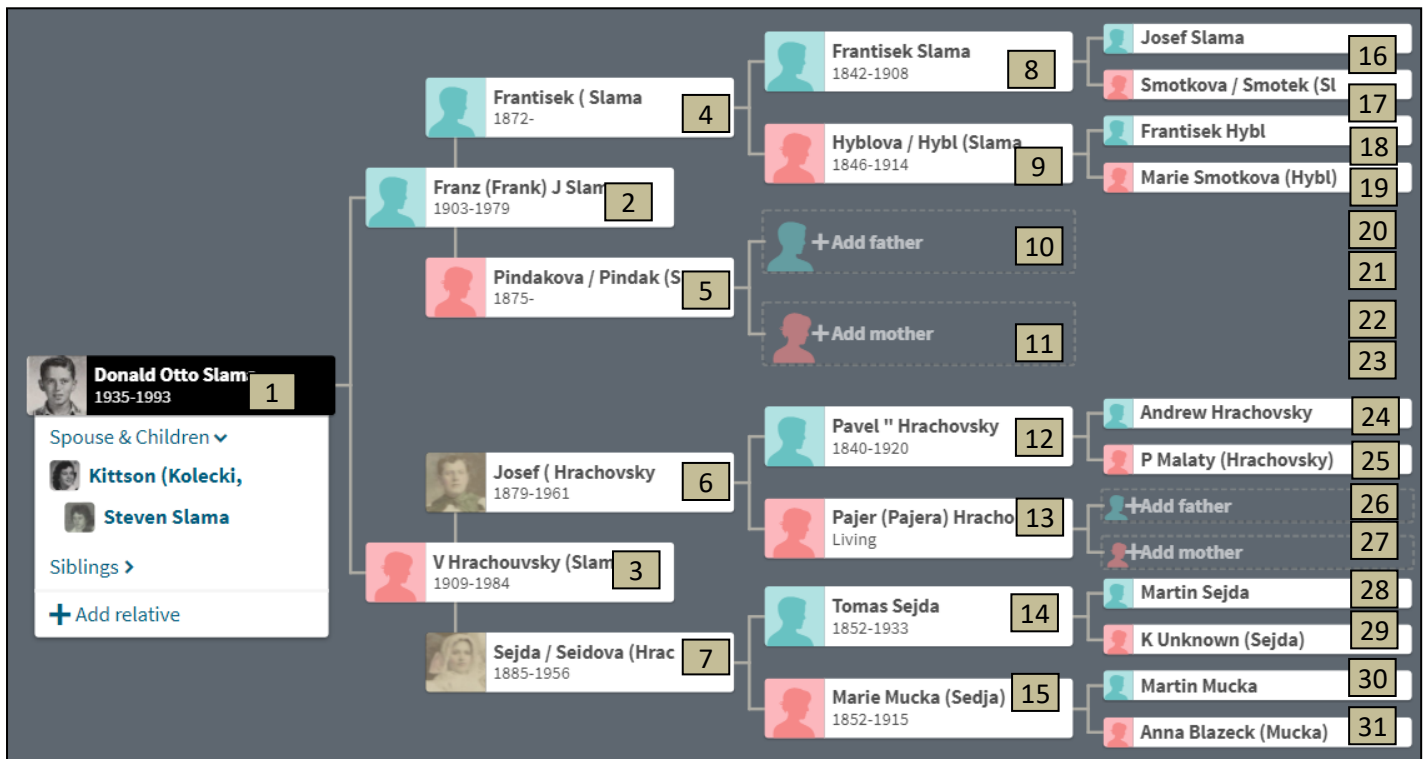 Donald Otto Slam
1935-1993
1
Spouse & Children
Kittson (Kolecki,
Steven Slama
Siblings
Add relative
Franz (Frank) J Slam
1903-1979
2
V Hrachouvsky (Slam
1909-1984
3
Frantisek ( Slama
1872-
4
Pindakova / Pindak (S
1875-
5
Josef ( Hrachovsky
1879-1961
6
Sejda / Seidova (Hrac
1885-1956
7
Frantisek Slama
1842-1908
8
Hyblova / Hybl (Slama
1846-1914
9
+Add father
10
+Add mother
11
Pavel " Hrachovsky
1840-1920
12
Pajer (Pajera) Hracho
Living
13
Tomas Sejda
1852-1933
14
Marie Mucka (Sedja)
1852-1915
15
Josef Slama
16
Smotkova / Smotek (Sl
17
Frantisek Hybl
18
Marie Smotkova (Hybl)
19
20
21
22
23
Andrew Hrachovsky
24
P Malaty (Hrachovsky)
25
+Add father
26
+Add mother
27
Martin Sejda
28
K Unknown (Sejda)
29
Martin Mucka
30
Anna Blazeck (Mucka)
31